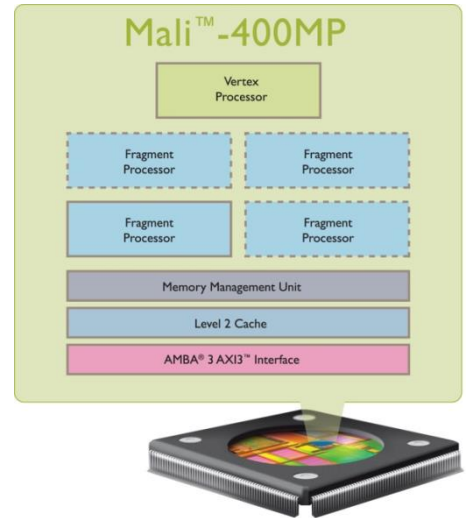 Mali™-400MP
Vertex
Processor
Fragment
Processor
Fragment
Processor
Fragment
Processor
Fragment
Processor
Memory Management Unit
Level 2 Cache
AMBA® 3 AXI3™ Interface